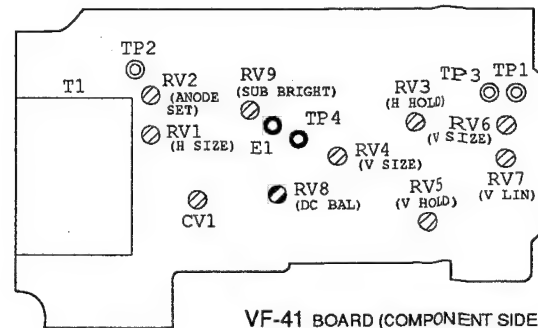 TP2
T1
RV2
(ANODE
SET)
RV9
(SUB BRIGHT)
RV3
(H HOLD)
TP3
TP1
RV1
(H SIZE)
E1
TP4
RV4
(V SIZE)
RV6
(V SIZE)
CV1
RV8
(DC BAL)
RV5
(V HOLD)
RV7
(V LIN)
VF-41 BOARD (COMPONENT SIDE